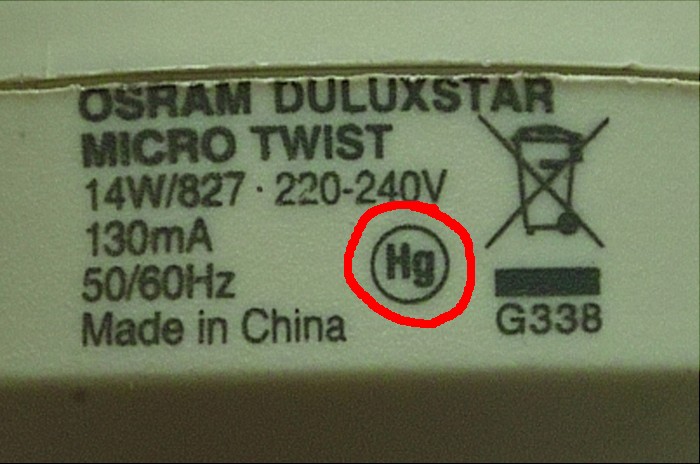 OSRAM DULUXSTAR
MICRO TWIST
14W/827 · 220-240V
130mA
Hg
50/60Hz
Made in China
G338